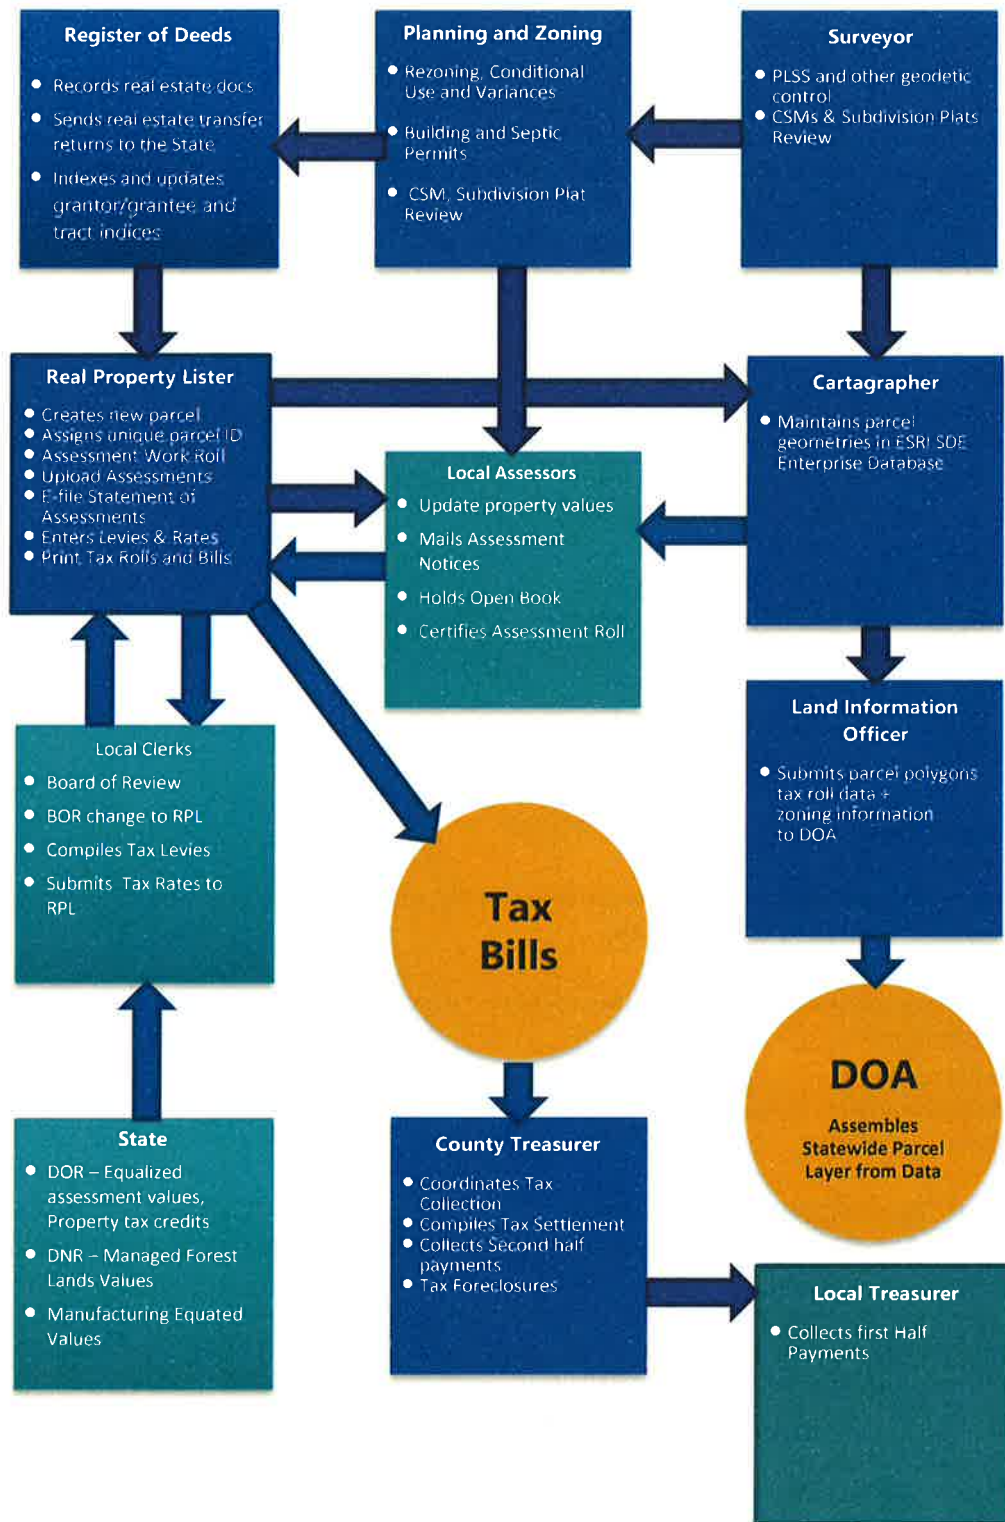 Register of Deeds
● Records real estate docs
● Sends real estate transfer
returns to the State
● Indexes and updates
grantor/grantee and
tract indices
Planning and Zoning
● Rezoning, Conditional
Use and Variances
● Building and Septic
Permits
● CSM, Subdivision Plat
Review
Surveyor
● PLSS and other geodetic
control
● CSMs & Subdivision Plats
Review
Real Property Lister
● Creates new parcel
● Assigns unique parcel ID
● Assessment Work Roll
● Upload Assessments
● E-file Statement of
Assessments
● Enters Levies & Rates
● Print Tax Rolls and Bills
Local Assessors
● Update property values
● Mails Assessment
Notices
● Holds Open Book
● Certifies Assessment Roll
Cartagrapher
● Maintains parcel
geometries in ESRI SDE
Enterprise Database
Land Information
Officer
● Submits parcel polygons
tax roll data +
zoning information
to DOA
Local Clerks
● Board of Review
● BOR change to RPL
● Compiles Tax Levies
● Submits Tax Rates to
RPL
Tax
Bills
DOA
Assembles
Statewide Parcel
Layer from Data
State
● DOR – Equalized
assessment values,
Property tax credits
● DNR – Managed Forest
Lands Values
● Manufacturing Equated
Values
County Treasurer
● Coordinates Tax
Collection
● Compiles Tax Settlement
● Collects Second half
payments
● Tax Foreclosures
Local Treasurer
● Collects first Half
Payments